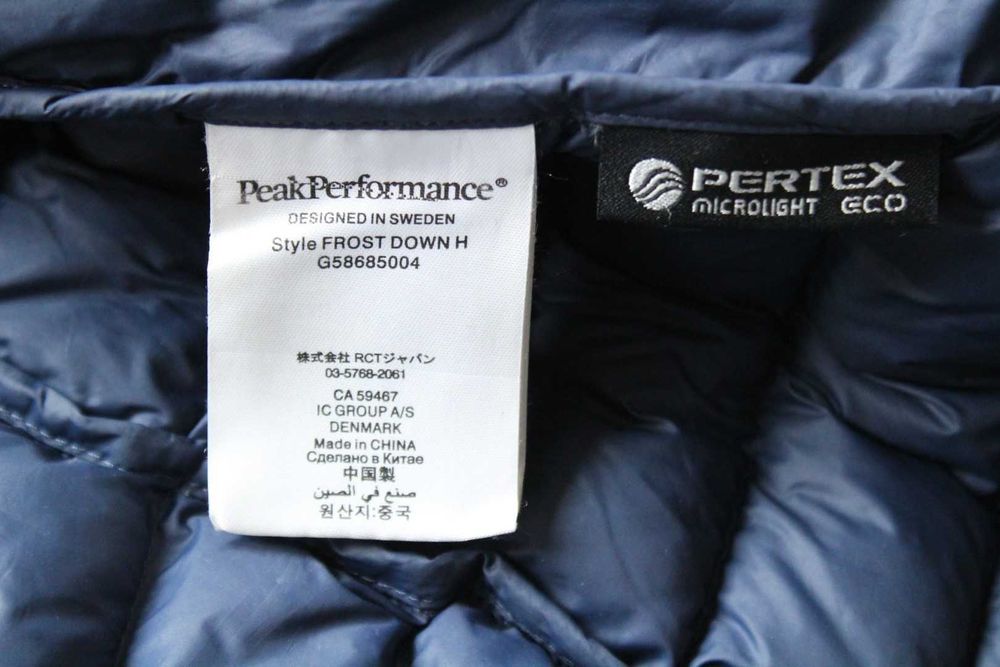 PeakPerformance®
DESIGNED IN SWEDEN
Style FROST DOWN H
G58685004
株式会社 RCTジャパン
03-5768-2061
CA 59467
IC GROUP A/S
DENMARK
Made in CHINA
Сделано в Китае
中国製
صنع في الصين
원산지:중국
PERTEX
MICROLIGHT ECO